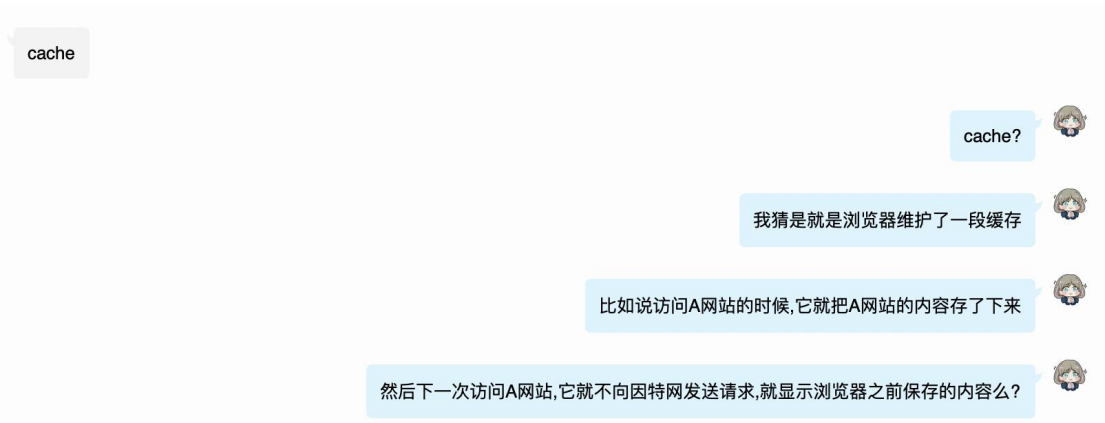 cache
cache?
我猜是就是浏览器维护了一段缓存
比如说访问A网站的时候,它就把A网站的内容存了下来
然后下一次访问A网站,它就不向因特网发送请求,就显示浏览器之前保存的内容么?